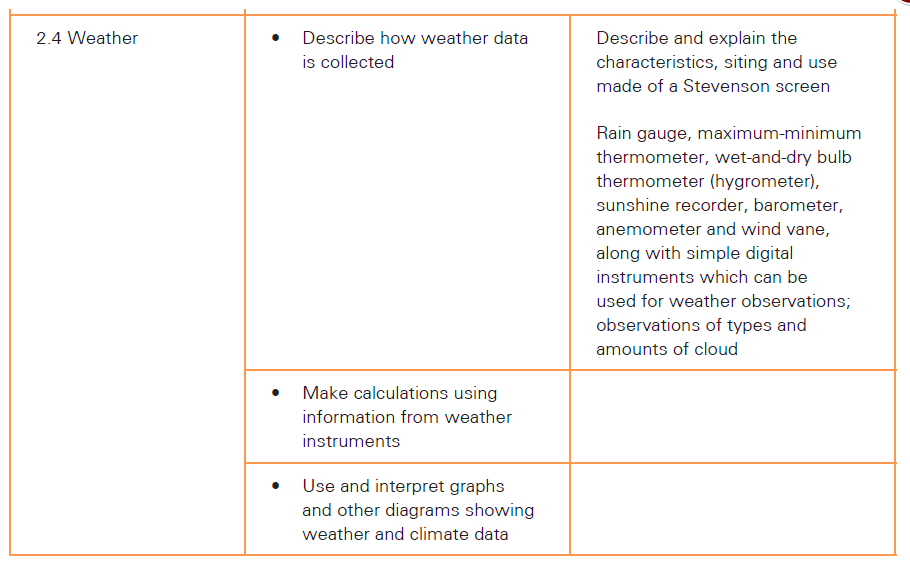 2.4 Weather
• Describe how weather data
is collected
Describe and explain the
characteristics, siting and use
made of a Stevenson screen
Rain gauge, maximum-minimum
thermometer, wet-and-dry bulb
thermometer (hygrometer),
sunshine recorder, barometer,
anemometer and wind vane,
along with simple digital
instruments which can be
used for weather observations;
observations of types and
amounts of cloud
• Make calculations using
information from weather
instruments
• Use and interpret graphs
and other diagrams showing
weather and climate data